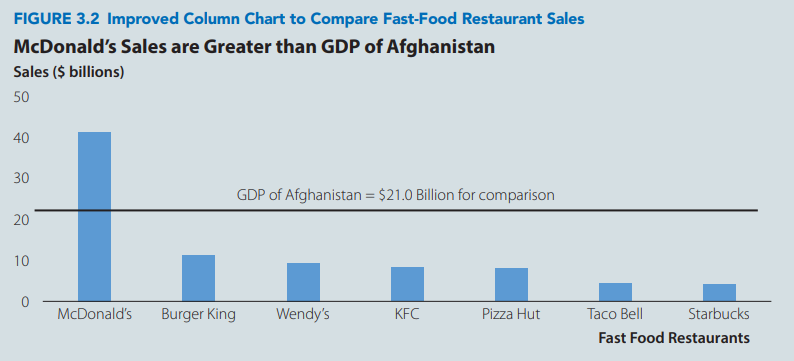 FIGURE 3.2 Improved Column Chart to Compare Fast-Food Restaurant Sales
McDonald's Sales are Greater than GDP of Afghanistan
Sales ($ billions)
50
40
30
GDP of Afghanistan = $21.0 Billion for comparison
20
10
0
McDonald's Burger King Wendy's KFC Pizza Hut Taco Bell Starbucks
Fast Food Restaurants